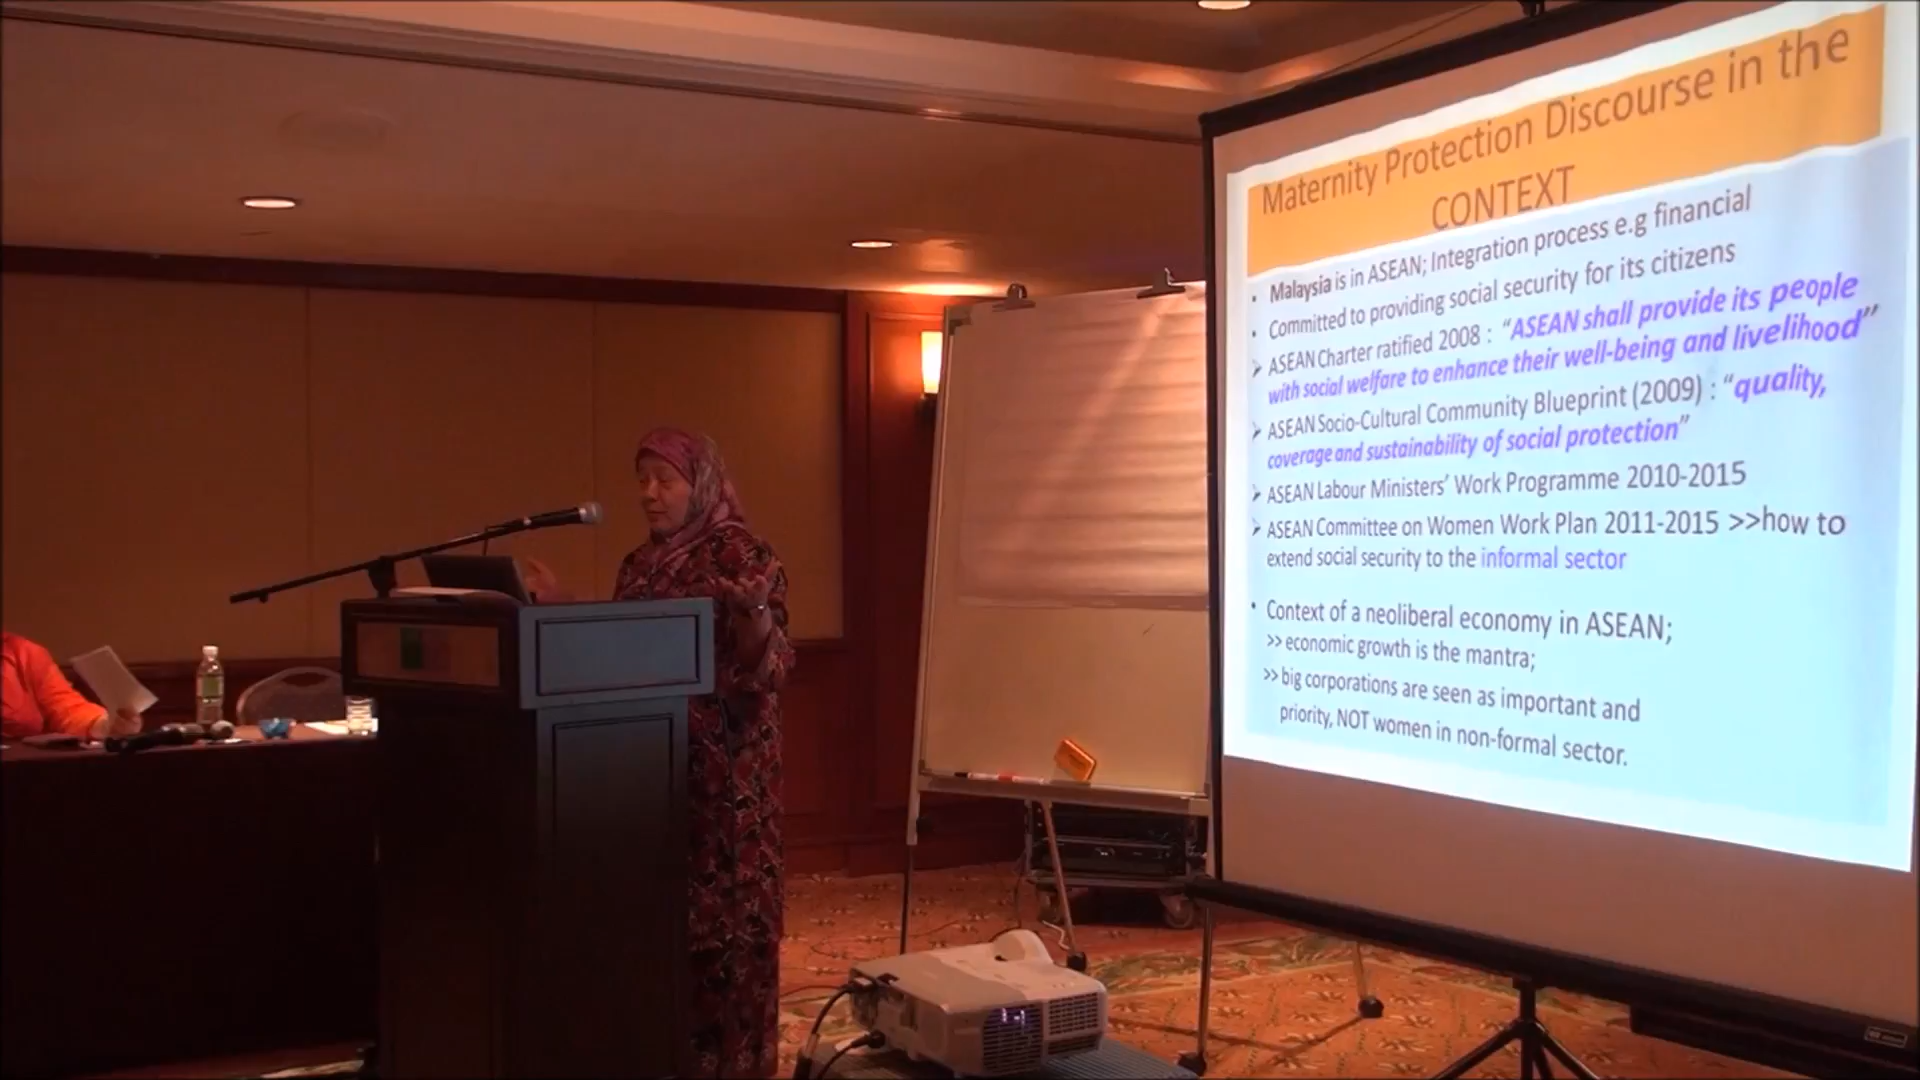 Maternity Protection Discourse in the
CONTEXT
• Malaysia is in ASEAN; Integration process e.g financial
• Committed to providing social security for its citizens
➢ ASEAN Charter ratified 2008 : “ASEAN shall provide its people
with social welfare to enhance their well-being and livelihood”
➢ ASEAN Socio-Cultural Community Blueprint (2009) : “quality,
coverage and sustainability of social protection”
➢ ASEAN Labour Ministers’ Work Programme 2010-2015
➢ ASEAN Committee on Women Work Plan 2011-2015 >>how to
extend social security to the informal sector
• Context of a neoliberal economy in ASEAN;
>> economic growth is the mantra;
>> big corporations are seen as important and
priority, NOT women in non-formal sector.